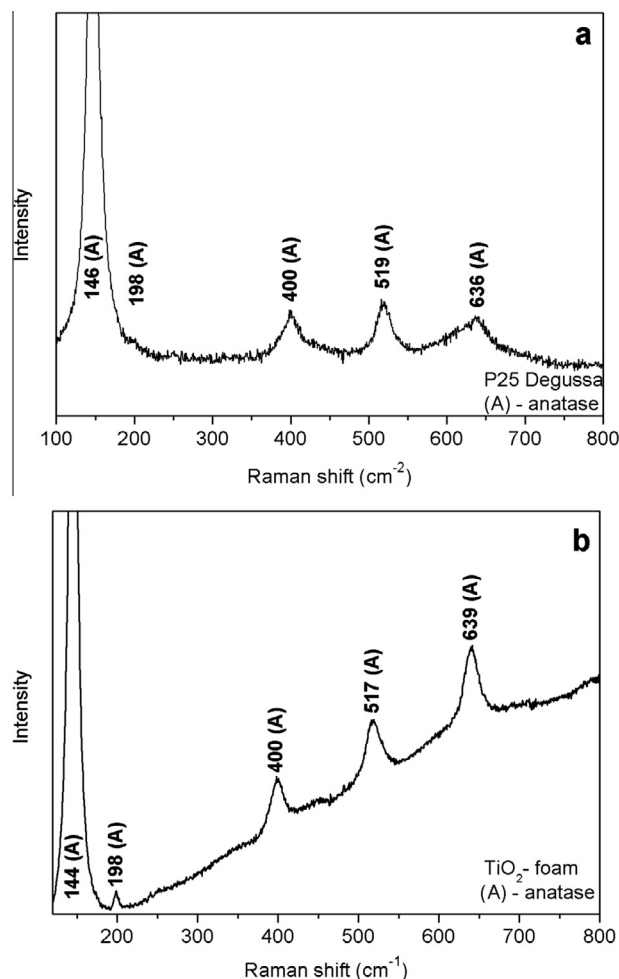 a
Intensity
146 (A)
198 (A)
400 (A)
519 (A)
636 (A)
P25 Degussa
(A) - anatase
100 200 300 400 500 600 700 800
Raman shift (cm⁻²)
b
Intensity
144 (A)
198 (A)
400 (A)
517 (A)
639 (A)
TiO₂- foam
(A) - anatase
200 300 400 500 600 700 800
Raman shift (cm⁻¹)